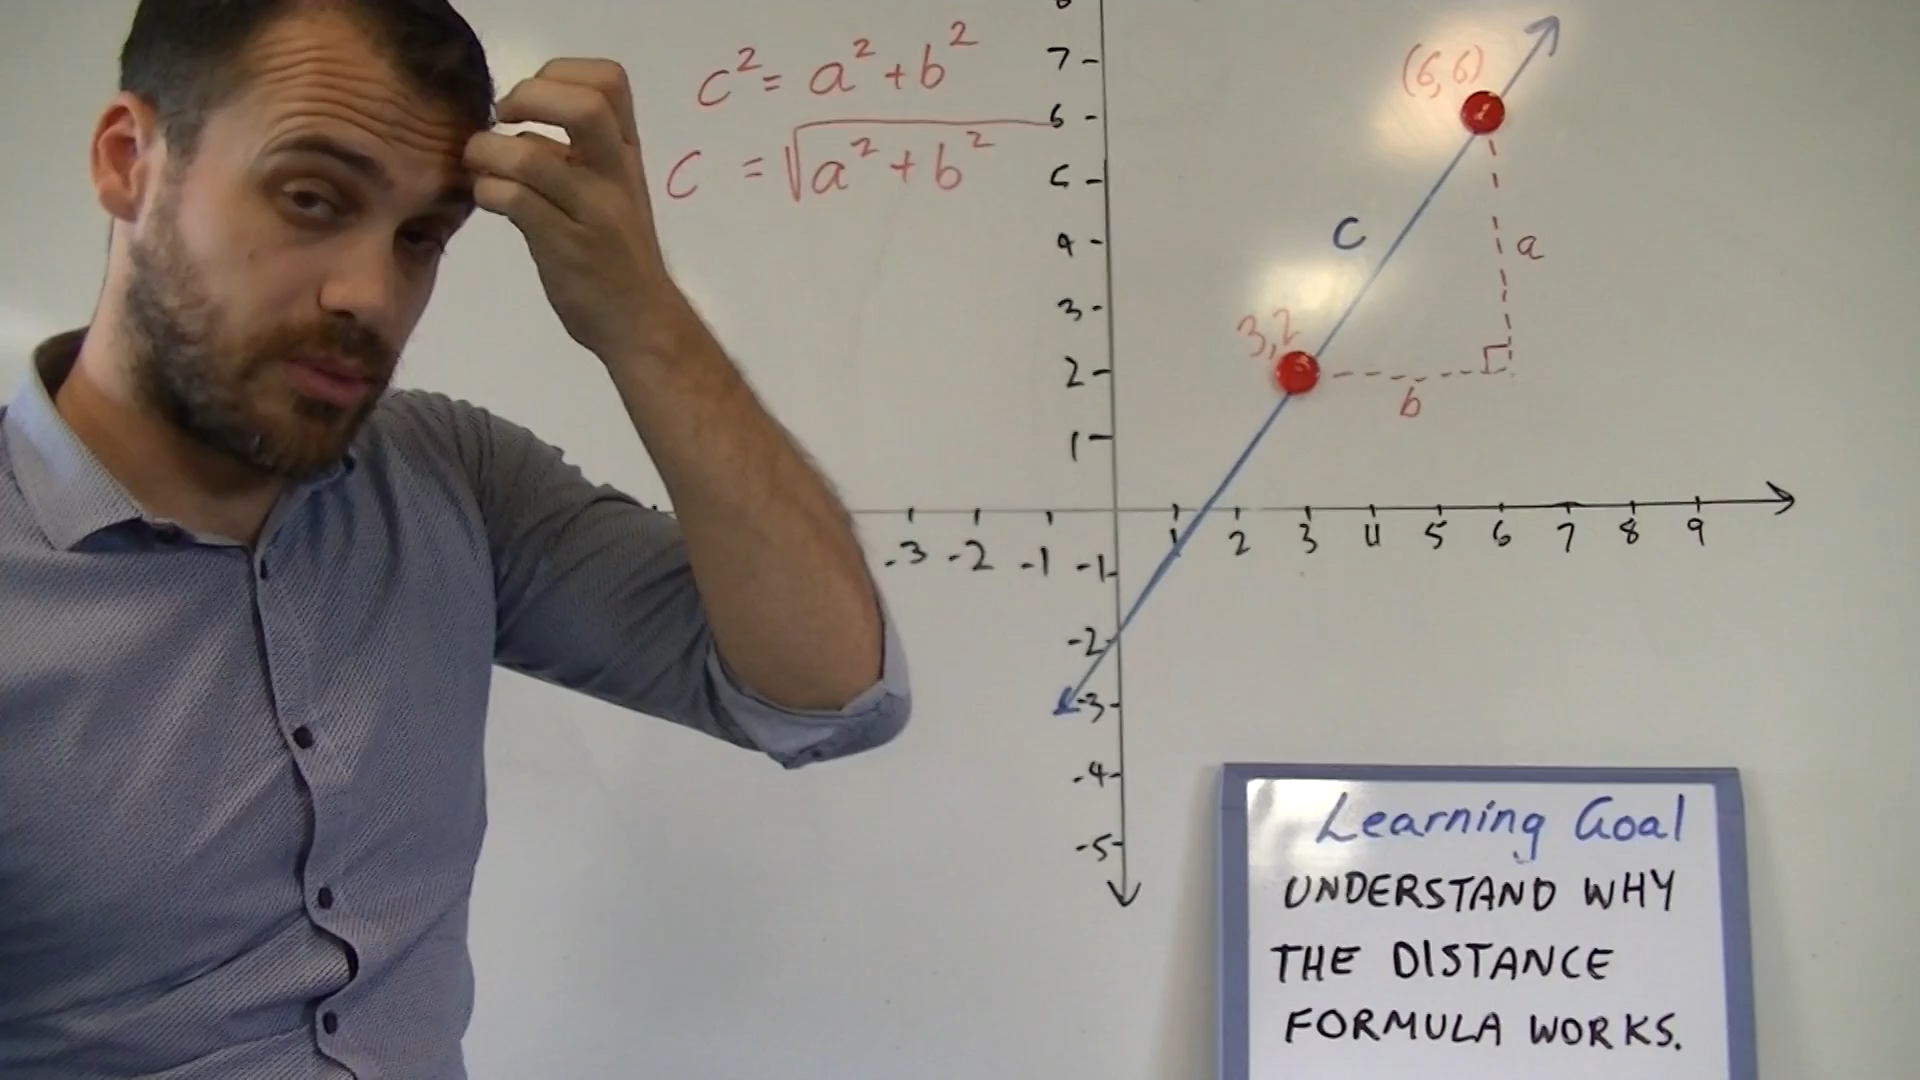 c² = a² + b²
c = √a² + b²
7
6
5
4
3
2
1
-1
-2
-3
-4
-5
-3 -2 -1 1 2 3 4 5 6 7 8 9
(6,6)
c
a
3,2
b
Learning Goal
UNDERSTAND WHY
THE DISTANCE
FORMULA WORKS.